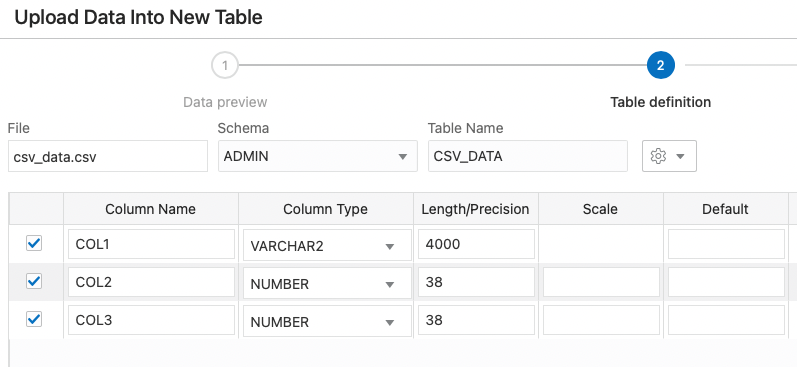 Upload Data Into New Table
1 2
Data preview Table definition
File Schema Table Name
csv_data.csv ADMIN CSV_DATA
Column Name Column Type Length/Precision Scale Default
COL1 VARCHAR2 4000
COL2 NUMBER 38
COL3 NUMBER 38